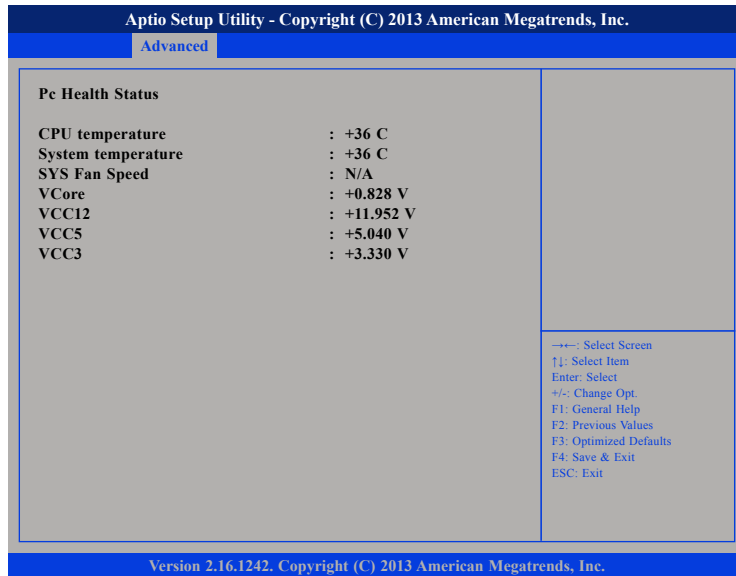 Aptio Setup Utility - Copyright (C) 2013 American Megatrends, Inc.
Advanced
Pc Health Status
CPU temperature : +36 C
System temperature : +36 C
SYS Fan Speed : N/A
VCore : +0.828 V
VCC12 : +11.952 V
VCC5 : +5.040 V
VCC3 : +3.330 V
→←: Select Screen
↑↓: Select Item
Enter: Select
+/-: Change Opt.
F1: General Help
F2: Previous Values
F3: Optimized Defaults
F4: Save & Exit
ESC: Exit
Version 2.16.1242. Copyright (C) 2013 American Megatrends, Inc.